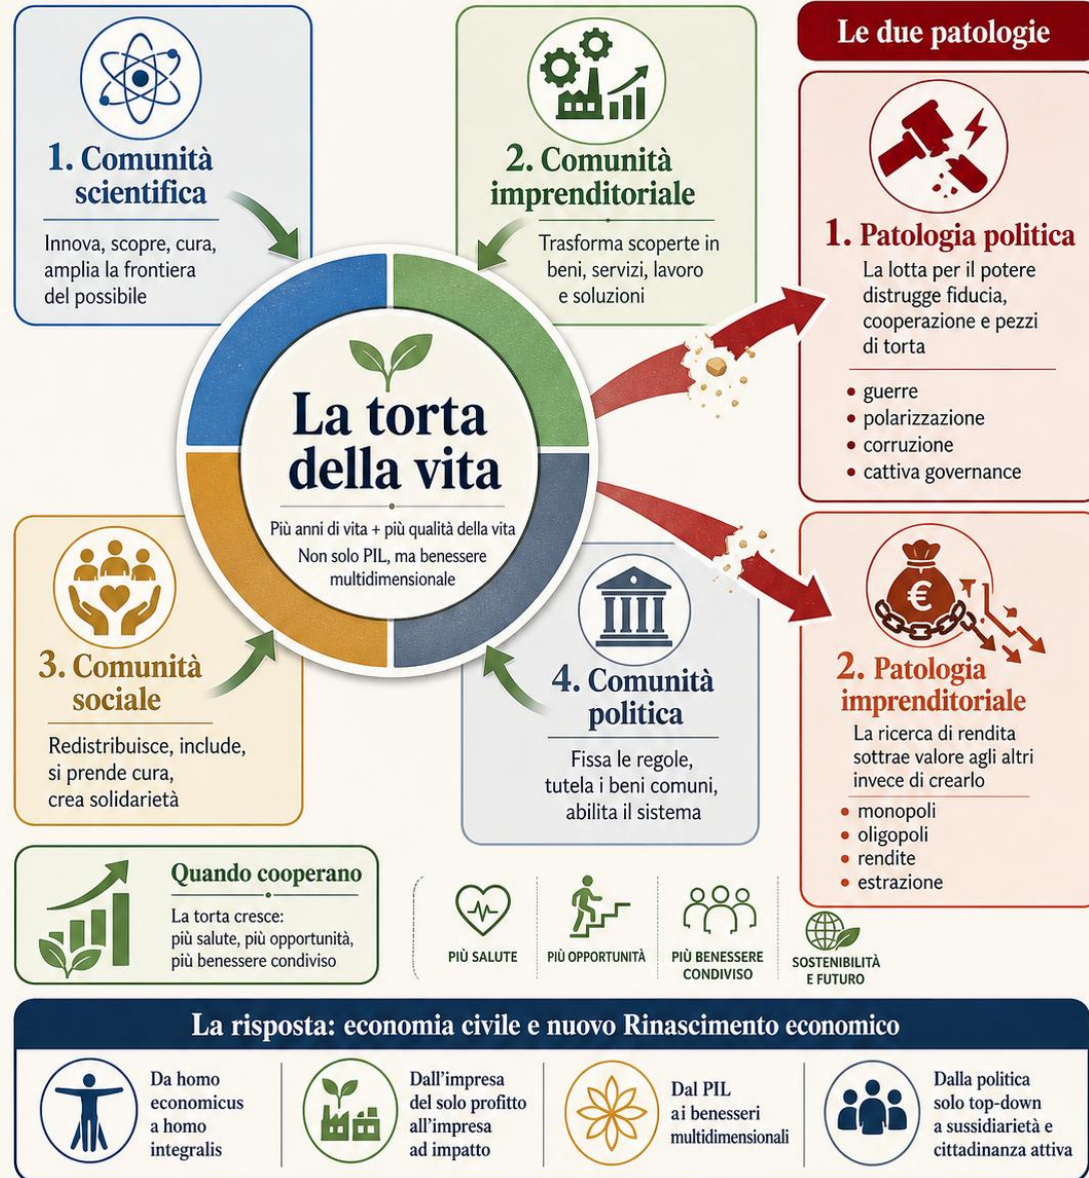 1. Comunità
scientifica
Innova, scopre, cura,
amplia la frontiera
del possibile
2. Comunità
imprenditoriale
Trasforma scoperte in
beni, servizi, lavoro
e soluzioni
La torta
della vita
Più anni di vita + più qualità della vita
Non solo PIL, ma benessere
multidimensionale
3. Comunità
sociale
Redistribuisce, include,
si prende cura,
crea solidarietà
4. Comunità
politica
Fissa le regole,
tutela i beni comuni,
abilita il sistema
Le due patologie
1. Patologia politica
La lotta per il potere
distrugge fiducia,
cooperazione e pezzi
di torta
• guerre
• polarizzazione
• corruzione
• cattiva governance
€
2. Patologia
imprenditoriale
La ricerca di rendita
sottrae valore agli altri
invece di crearlo
• monopoli
• oligopoli
• rendite
• estrazione
Quando cooperano
La torta cresce:
più salute, più opportunità,
più benessere condiviso
PIÙ SALUTE
PIÙ OPPORTUNITÀ
PIÙ BENESSERE
CONDIVISO
SOSTENIBILITÀ
E FUTURO
La risposta: economia civile e nuovo Rinascimento economico
Da homo
economicus
a homo
integralis
Dall'impresa
del solo profitto
all'impresa
ad impatto
Dal PIL
ai benesseri
multidimensionali
Dalla politica
solo top-down
a sussidiarietà e
cittadinanza attiva